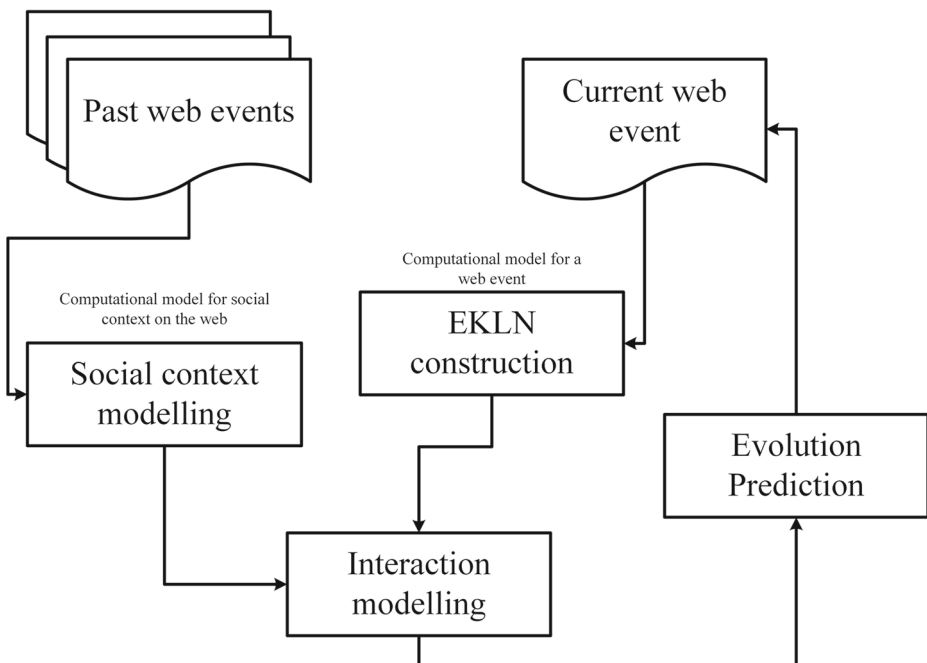 Past web events
Current web
event
Computational model for a
web event
Computational model for social
context on the web
EKLN
construction
Social context
modelling
Evolution
Prediction
Interaction
modelling